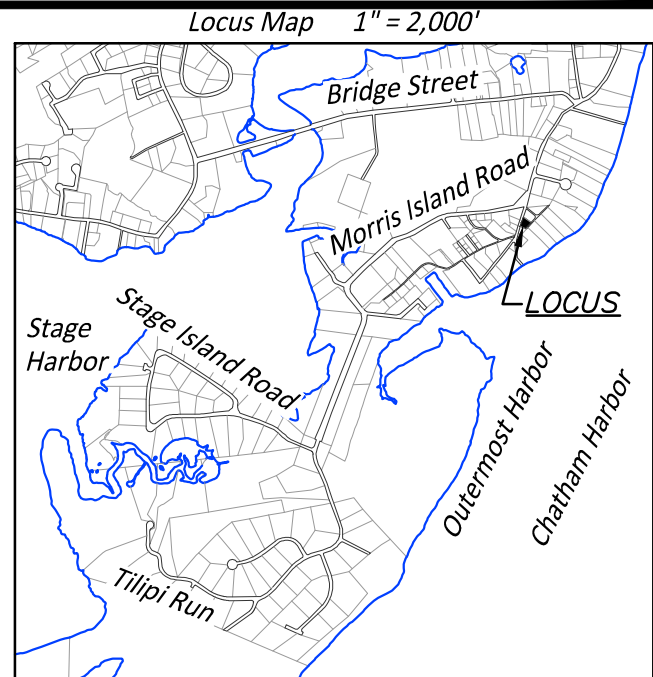 Locus Map 1" = 2,000'
Bridge Street
Morris Island Road
LOCUS
Stage Island Road
Stage
Harbor
Outermost Harbor
Chatham Harbor
Tilipi Run